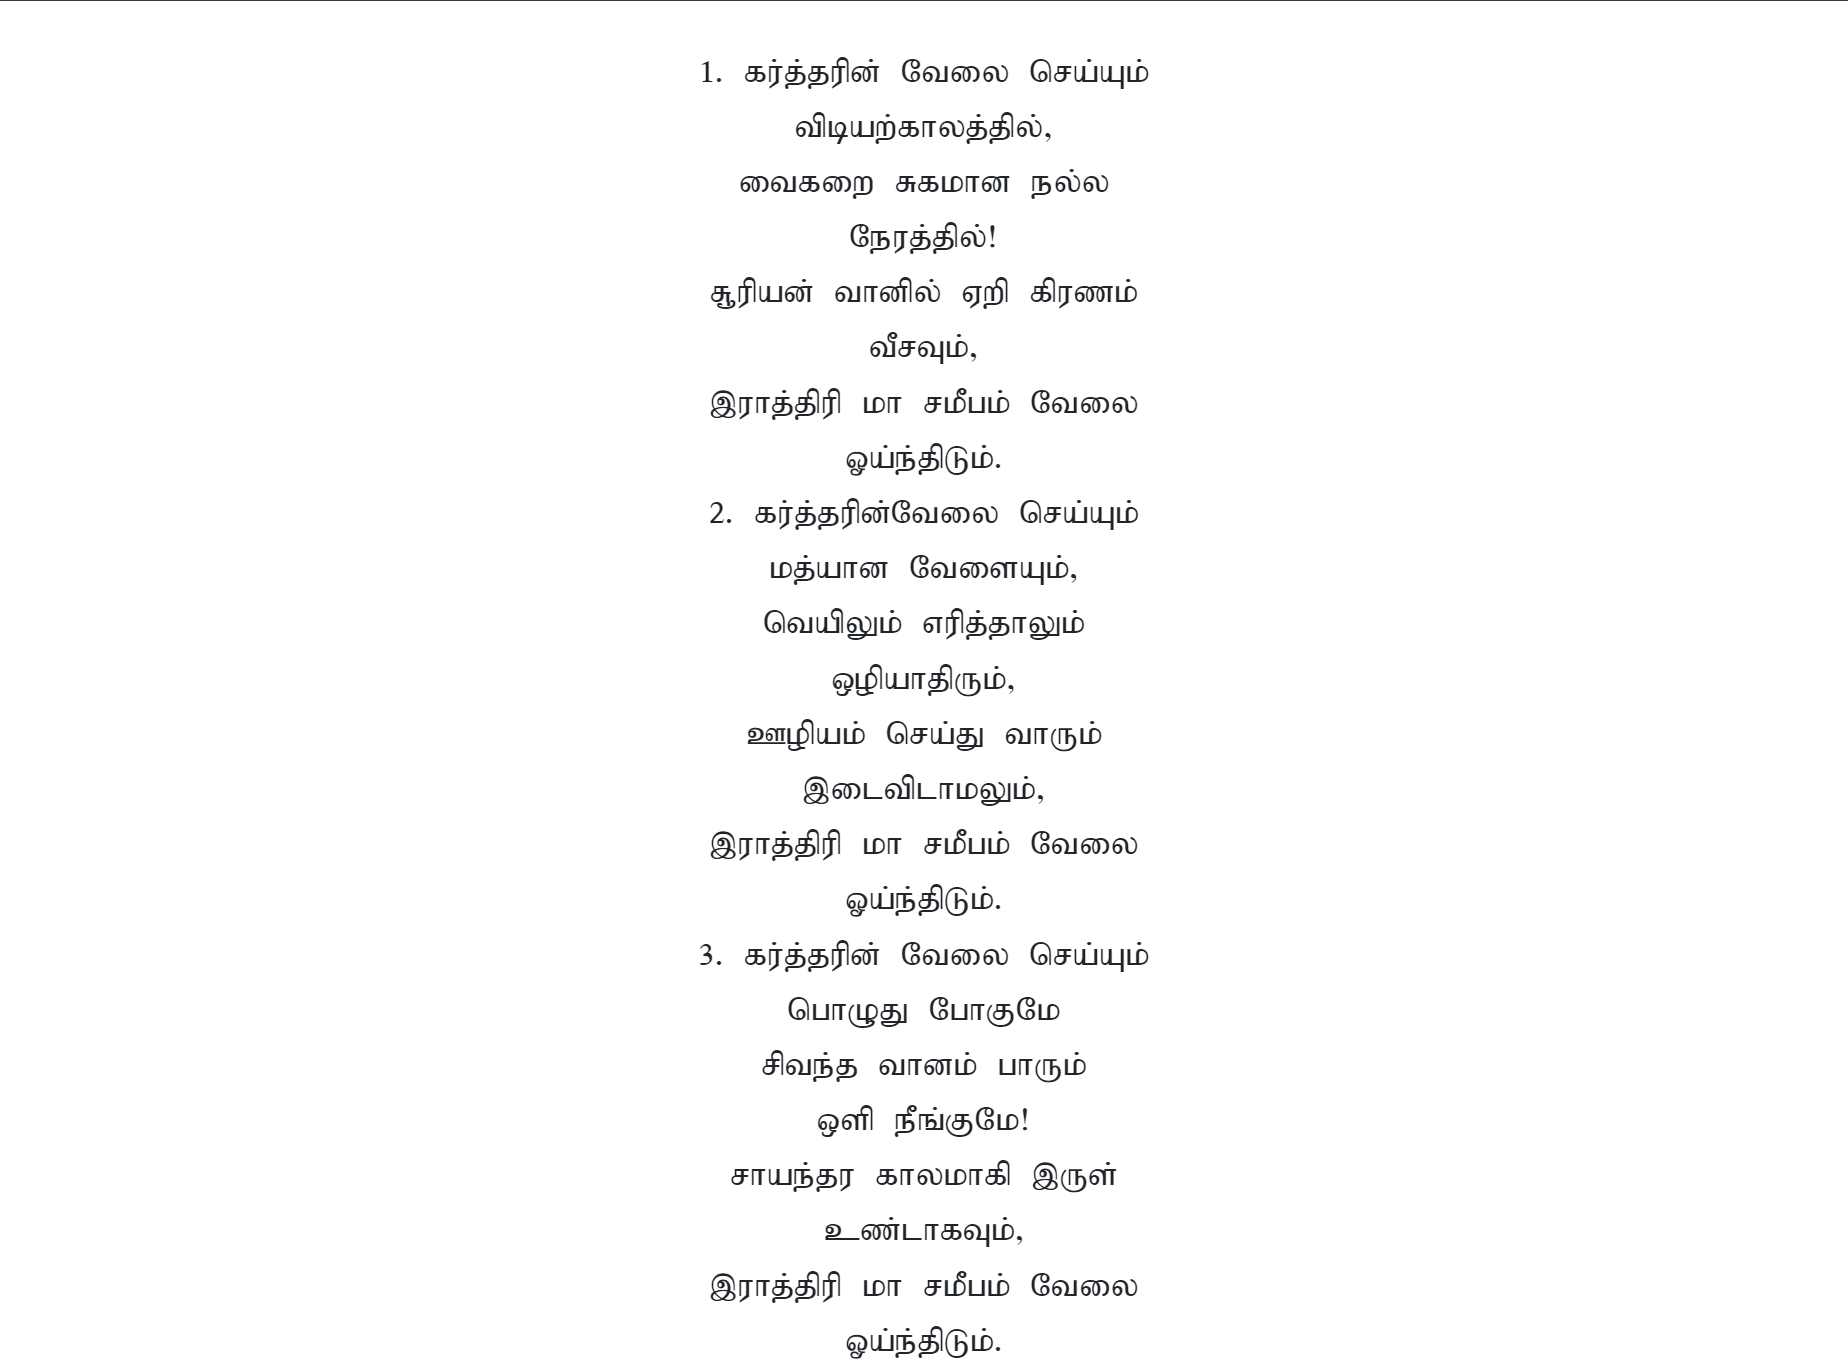 1. கர்த்தரின் வேலை செய்யும்
விடியற்காலத்தில்,
வைகறை சுகமான நல்ல
நேரத்தில்!
சூரியன் வானில் ஏறி கிரணம்
வீசவும்,
இராத்திரி மா சமீபம் வேலை
ஓய்ந்திடும்.
2. கர்த்தரின்வேலை செய்யும்
மத்யான வேளையும்,
வெயிலும் எரித்தாலும்
ஒழியாதிரும்,
ஊழியம் செய்து வாரும்
இடைவிடாமலும்,
இராத்திரி மா சமீபம் வேலை
ஓய்ந்திடும்.
3. கர்த்தரின் வேலை செய்யும்
பொழுது போகுமே
சிவந்த வானம் பாரும்
ஒளி நீங்குமே!
சாயந்தர காலமாகி இருள்
உண்டாகவும்,
இராத்திரி மா சமீபம் வேலை
ஓய்ந்திடும்.